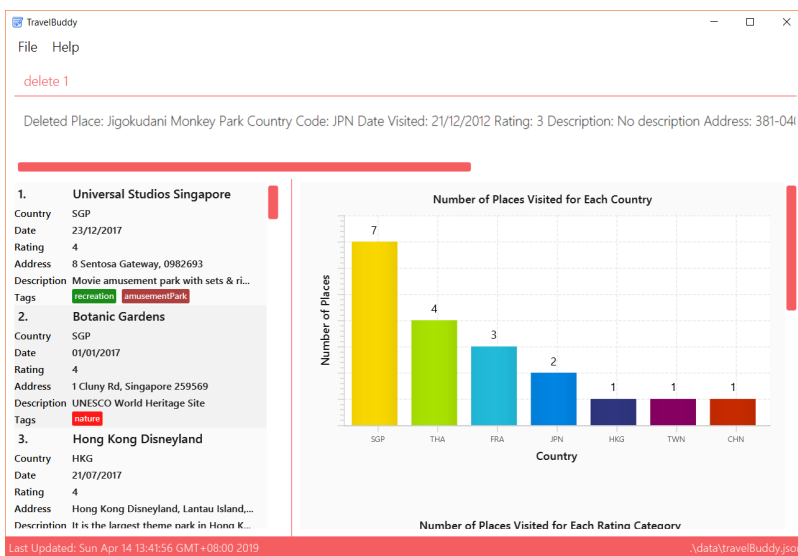 TravelBuddy
File Help
delete 1
Deleted Place: Jigokudani Monkey Park Country Code: JPN Date Visited: 21/12/2012 Rating: 3 Description: No description Address: 381-040
1. Universal Studios Singapore
Country SGP
Date 23/12/2017
Rating 4
Address 8 Sentosa Gateway, 0982693
Description Movie amusement park with sets & ri...
Tags recreation amusementPark
2. Botanic Gardens
Country SGP
Date 01/01/2017
Rating 4
Address 1 Cluny Rd, Singapore 259569
Description UNESCO World Heritage Site
Tags nature
3. Hong Kong Disneyland
Country HKG
Date 21/07/2017
Rating 4
Address Hong Kong Disneyland, Lantau Island,...
Description It is the largest theme park in Hong K...
Number of Places Visited for Each Country
Number of Places
7
4
3
2
1
1
1
SGP THA FRA JPN HKG TWN CHN
Country
Number of Places Visited for Each Rating Category
Last Updated: Sun Apr 14 13:41:56 GMT+08:00 2019
.\data\travelBuddy.jso